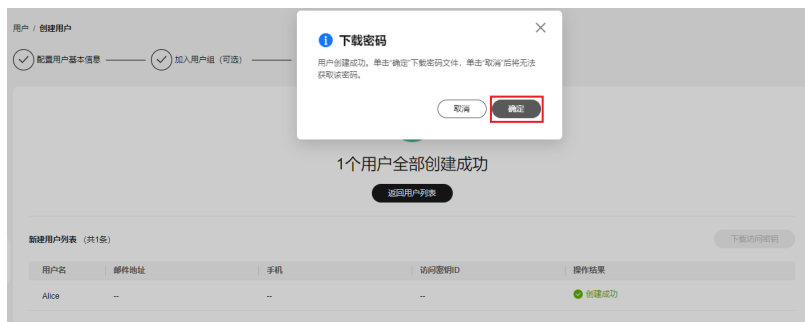 用户 / 创建用户
配置用户基本信息
加入用户组（可选）
下载密码
用户创建成功。单击“确定”下载密码文件，单击“取消”后将无法
获取该密码。
取消
确定
1个用户全部创建成功
返回用户列表
新建用户列表 （共1条）
下载访问密钥
用户名 邮件地址 手机 访问密钥ID 操作结果
Alice -- -- -- 创建成功